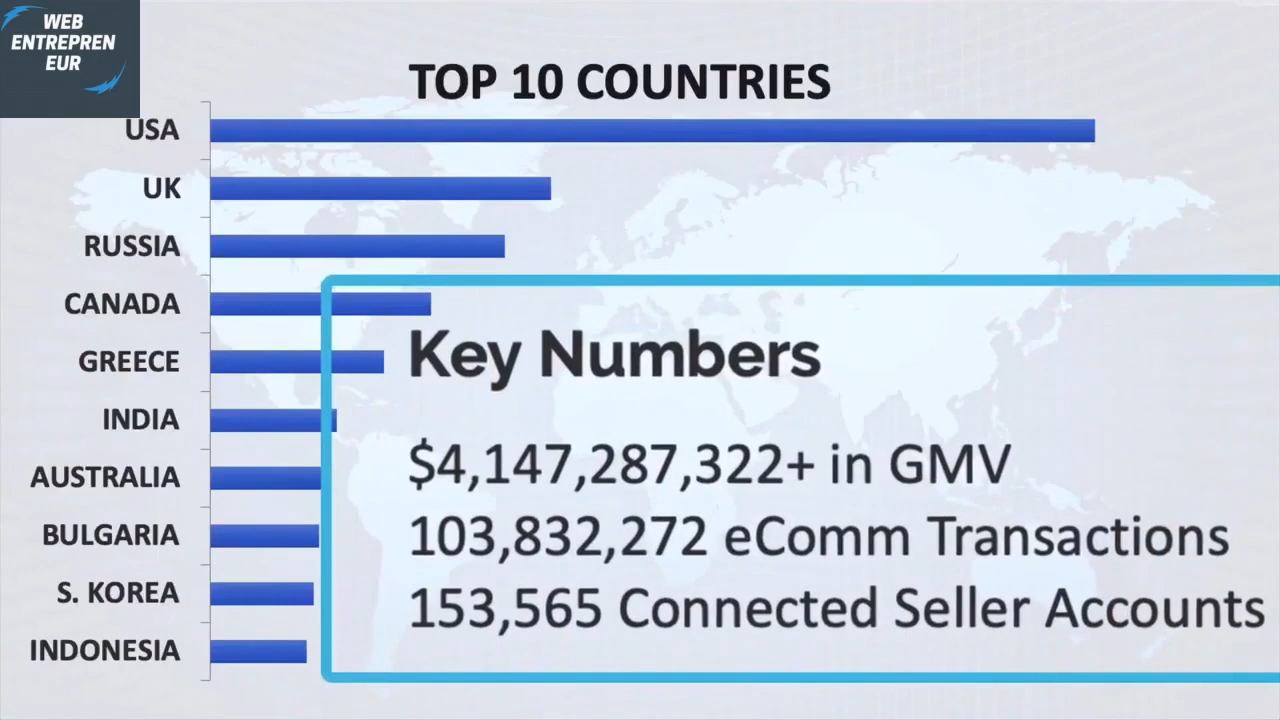 WEB
ENTREPREN
EUR
TOP 10 COUNTRIES
USA
UK
RUSSIA
CANADA
GREECE
INDIA
AUSTRALIA
BULGARIA
S. KOREA
INDONESIA
Key Numbers
$4,147,287,322+ in GMV
103,832,272 eComm Transactions
153,565 Connected Seller Accounts